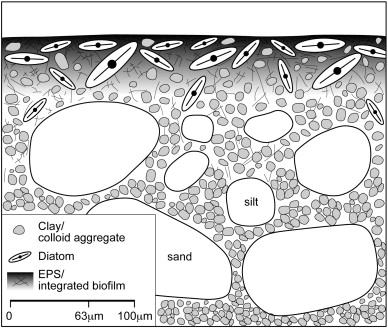 silt
sand
Clay/
colloid aggregate
Diatom
EPS/
integrated biofilm
0 63µm 100µm